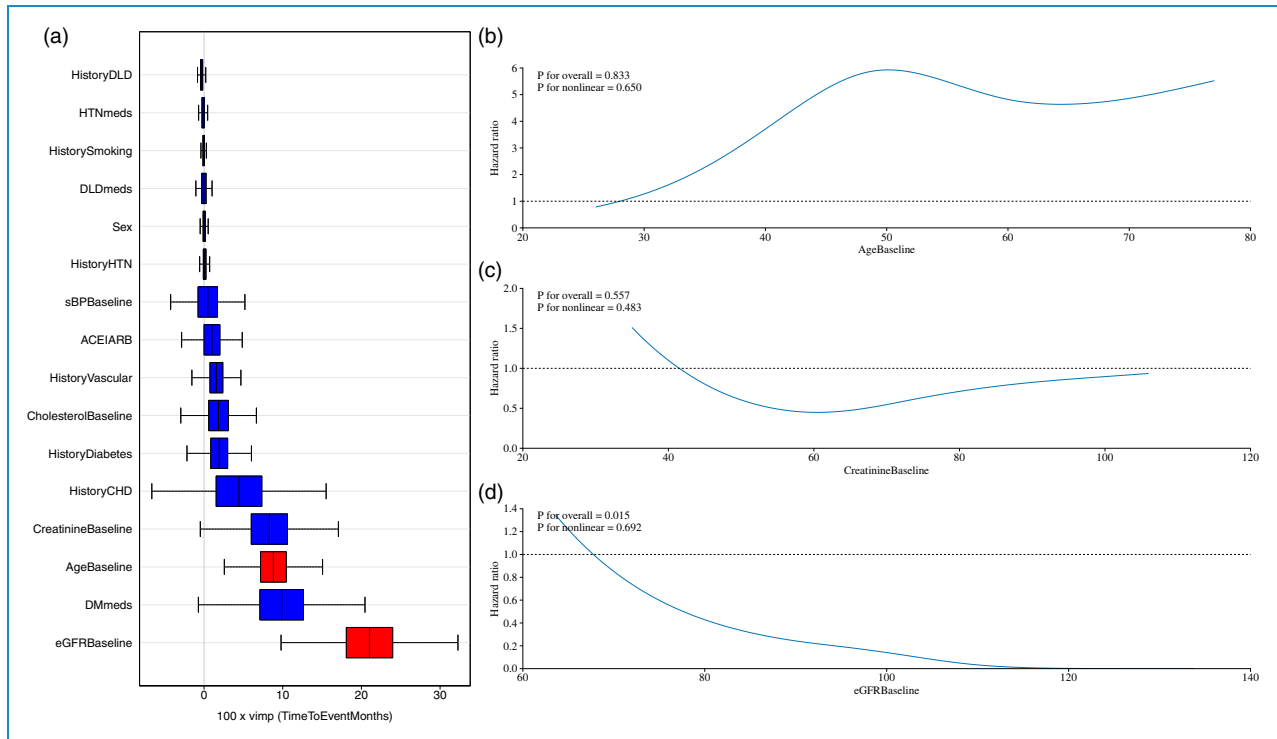 (a)
HistoryDLD
HTNmeds
HistorySmoking
DLDmeds
Sex
HistoryHTN
sBPBaseline
ACEIARB
HistoryVascular
CholesterolBaseline
HistoryDiabetes
HistoryCHD
CreatinineBaseline
AgeBaseline
DMmeds
eGFRBaseline
0 10 20 30
100 x vimp (TimeToEventMonths)
(b)
P for overall = 0.833
P for nonlinear = 0.650
Hazard ratio
6
5
4
3
2
1
0
20 30 40 50 60 70 80
AgeBaseline
(c)
P for overall = 0.557
P for nonlinear = 0.483
Hazard ratio
2.0
1.5
1.0
0.5
0.0
20 40 60 80 100 120
CreatinineBaseline
(d)
P for overall = 0.015
P for nonlinear = 0.692
Hazard ratio
1.4
1.2
1.0
0.8
0.6
0.4
0.2
0.0
60 80 100 120 140
eGFRBaseline